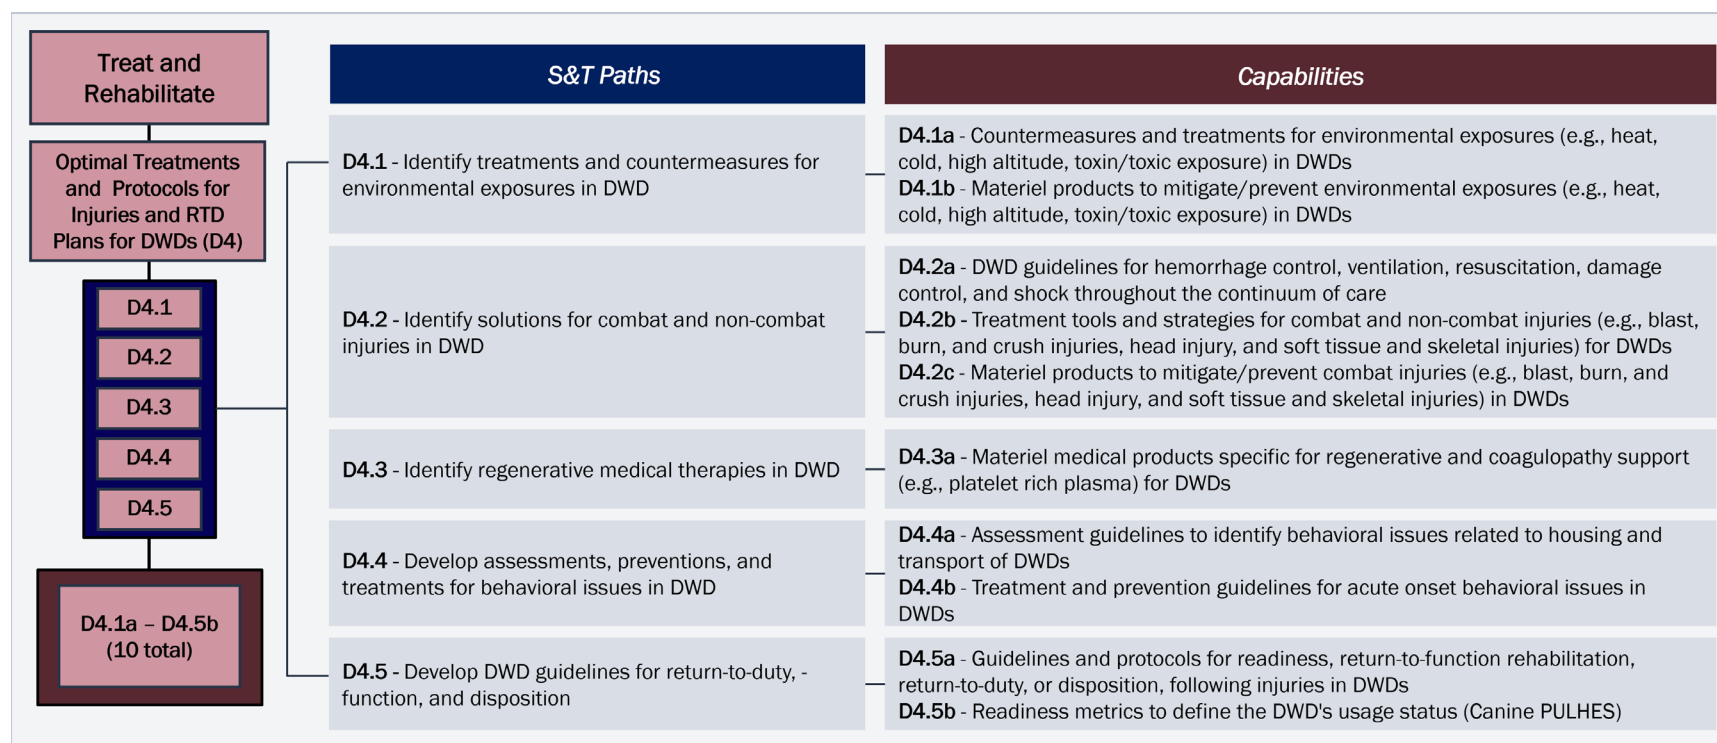 Treat and
Rehabilitate
Optimal Treatments
and Protocols for
Injuries and RTD
Plans for DWDs (D4)
D4.1
D4.2
D4.3
D4.4
D4.5
D4.1a – D4.5b
(10 total)
S&T Paths
Capabilities
D4.1 - Identify treatments and countermeasures for
environmental exposures in DWD
D4.1a - Countermeasures and treatments for environmental exposures (e.g., heat,
cold, high altitude, toxin/toxic exposure) in DWDs
D4.1b - Materiel products to mitigate/prevent environmental exposures (e.g., heat,
cold, high altitude, toxin/toxic exposure) in DWDs
D4.2 - Identify solutions for combat and non-combat
injuries in DWD
D4.2a - DWD guidelines for hemorrhage control, ventilation, resuscitation, damage
control, and shock throughout the continuum of care
D4.2b - Treatment tools and strategies for combat and non-combat injuries (e.g., blast,
burn, and crush injuries, head injury, and soft tissue and skeletal injuries) for DWDs
D4.2c - Materiel products to mitigate/prevent combat injuries (e.g., blast, burn, and
crush injuries, head injury, and soft tissue and skeletal injuries) in DWDs
D4.3 - Identify regenerative medical therapies in DWD
D4.3a - Materiel medical products specific for regenerative and coagulopathy support
(e.g., platelet rich plasma) for DWDs
D4.4 - Develop assessments, preventions, and
treatments for behavioral issues in DWD
D4.4a - Assessment guidelines to identify behavioral issues related to housing and
transport of DWDs
D4.4b - Treatment and prevention guidelines for acute onset behavioral issues in
DWDs
D4.5 - Develop DWD guidelines for return-to-duty, -
function, and disposition
D4.5a - Guidelines and protocols for readiness, return-to-function rehabilitation,
return-to-duty, or disposition, following injuries in DWDs
D4.5b - Readiness metrics to define the DWD's usage status (Canine PULHES)